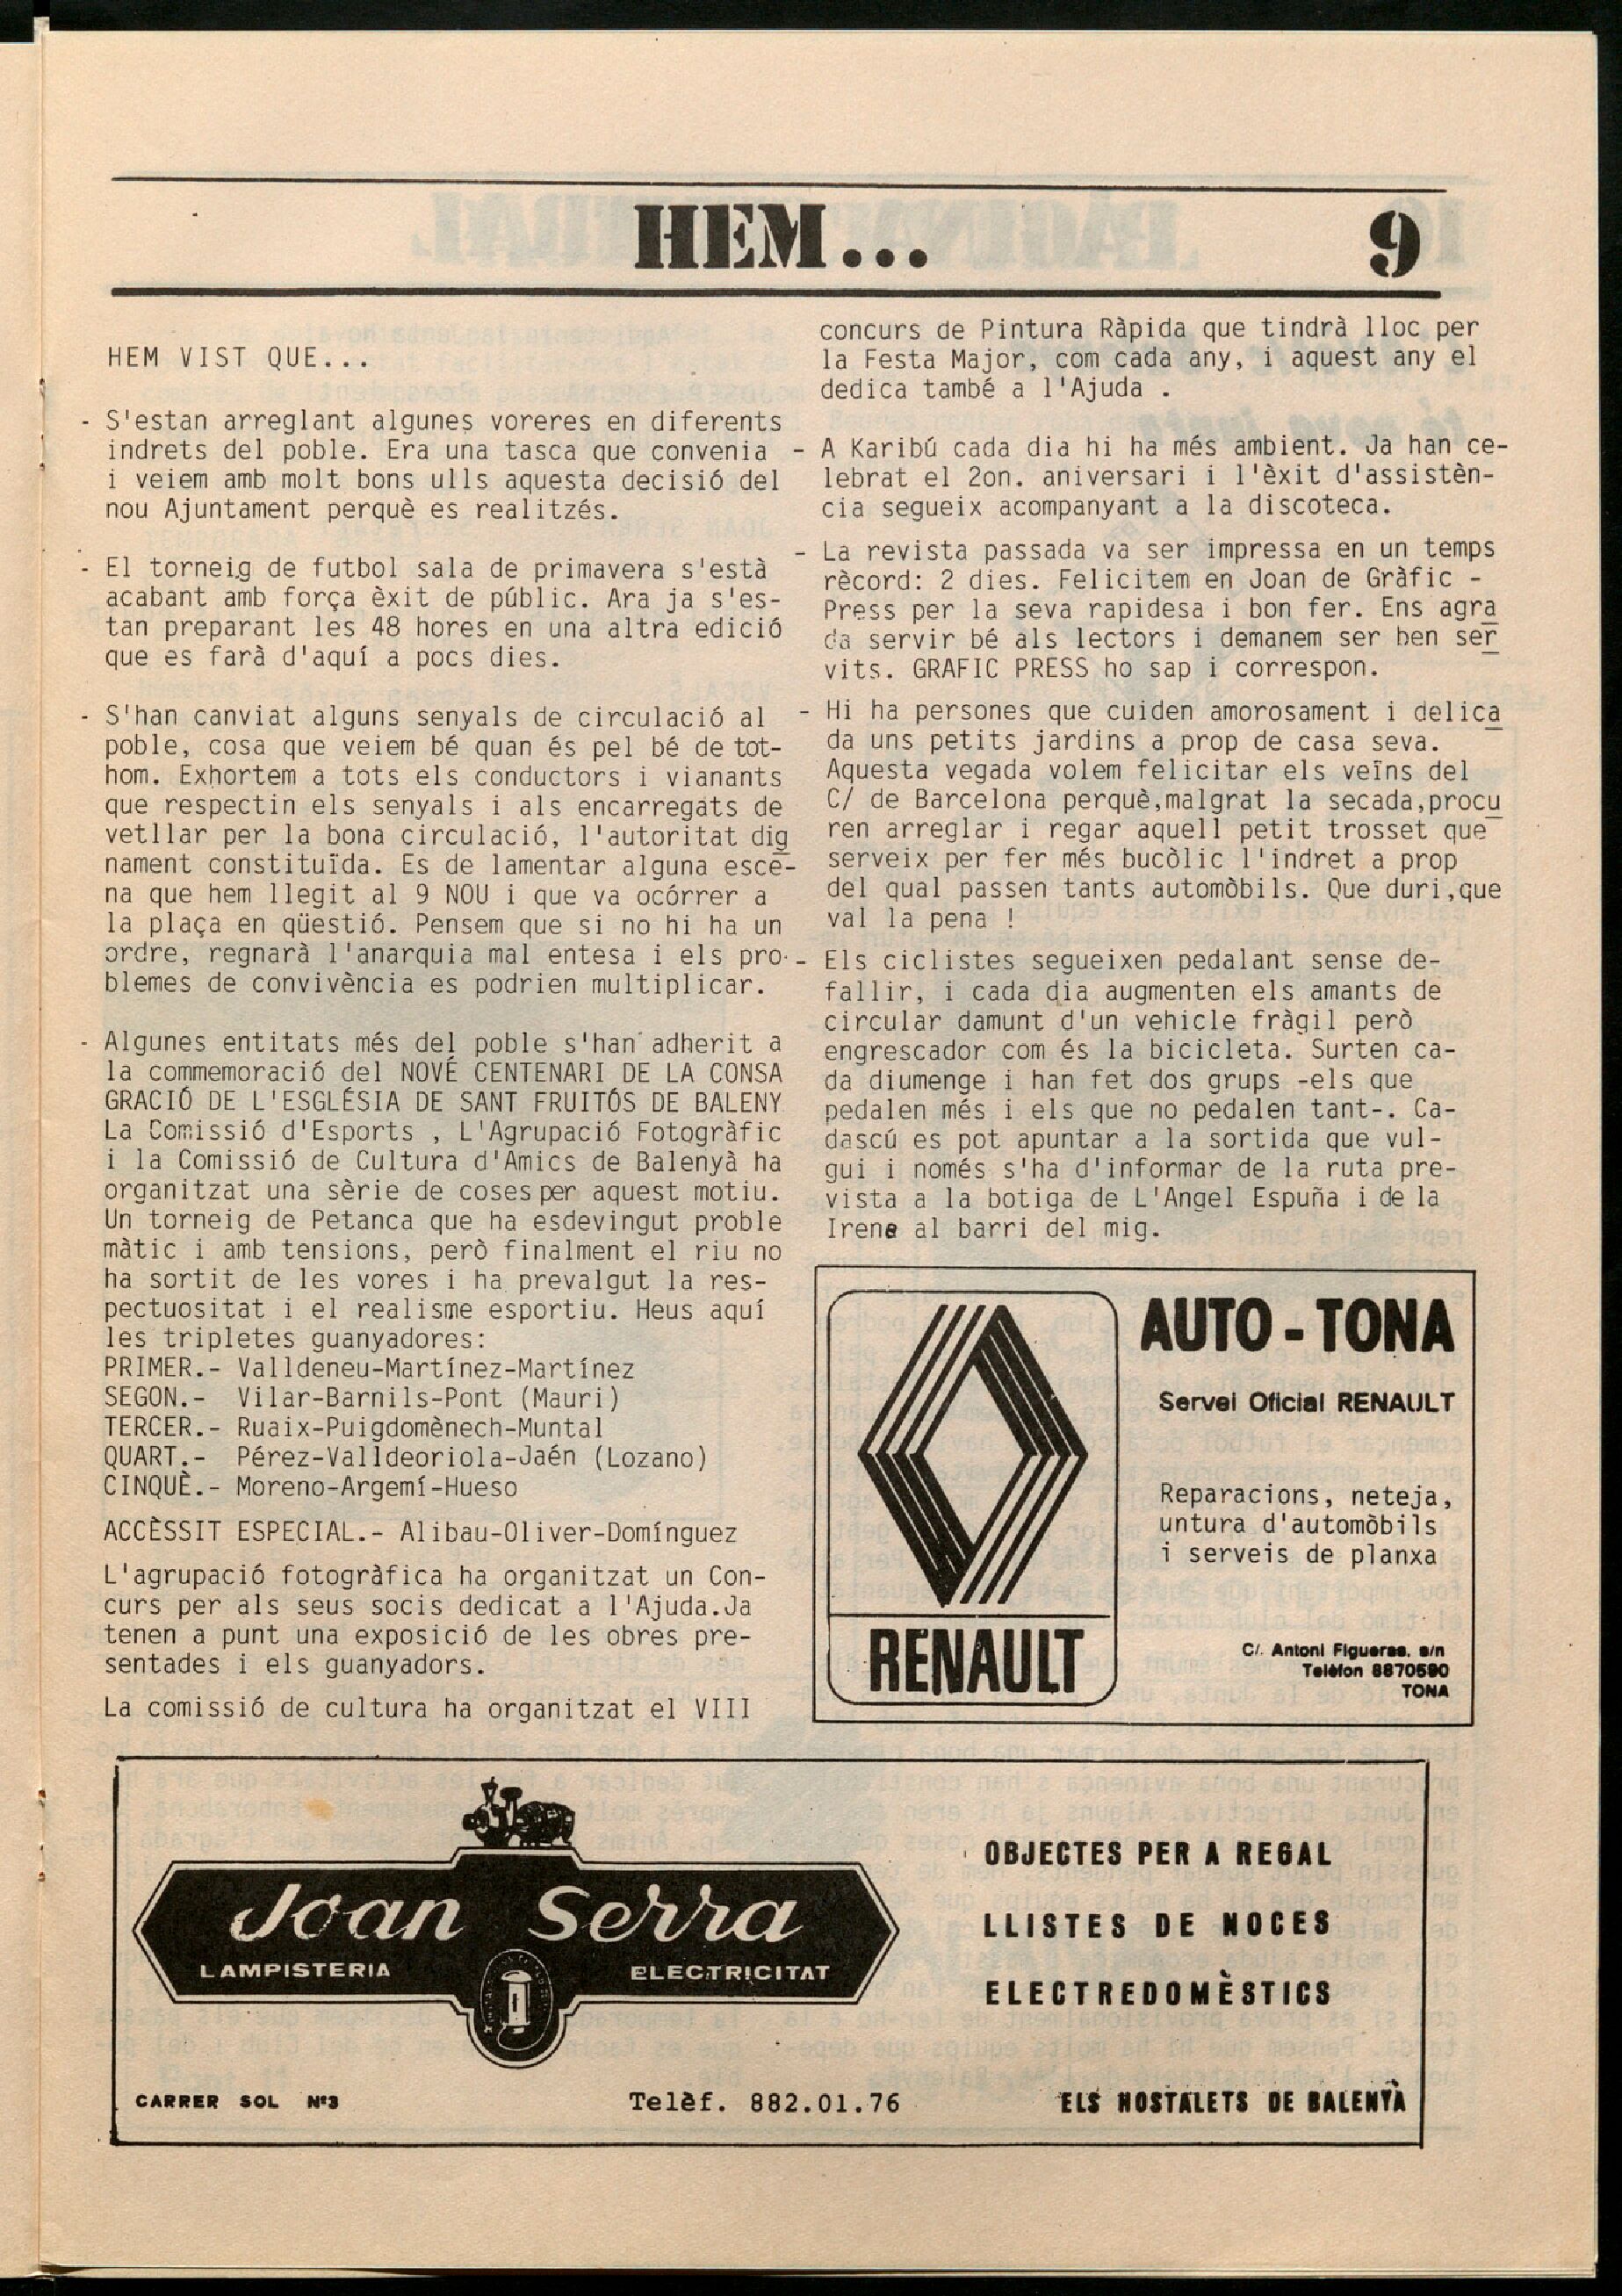 HEM...
9
HEM VIST QUE...
- S'estan arreglant algunes voreres en diferents
indrets del poble. Era una tasca que convenia
i veiem amb molt bons ulls aquesta decisió del
nou Ajuntament perquè es realitzés.
- El torneig de futbol sala de primavera s'està
acabant amb força èxit de públic. Ara ja s'es-
tan preparant les 48 hores en una altra edició
que es farà d'aquí a pocs dies.
- S'han canviat alguns senyals de circulació al
poble, cosa que veiem bé quan és pel bé de tot-
hom. Exhortem a tots els conductors i vianants
que respectin els senyals i als encarregats de
vetllar per la bona circulació, l'autoritat dig
nament constituïda. Es de lamentar alguna esce-
na que hem llegit al 9 NOU i que va ocórrer a
la plaça en qüestió. Pensem que si no hi ha un
ordre, regnarà l'anarquia mal entesa i els pro-
blemes de convivència es podrien multiplicar.
- Algunes entitats més del poble s'han adherit a
la commemoració del NOVÉ CENTENARI DE LA CONSA
GRACIÓ DE L'ESGLÉSIA DE SANT FRUITÓS DE BALENY
La Comissió d'Esports , L'Agrupació Fotogràfic
i la Comissió de Cultura d'Amics de Balenyà ha
organitzat una sèrie de coses per aquest motiu.
Un torneig de Petanca que ha esdevingut proble
màtic i amb tensions, però finalment el riu no
ha sortit de les vores i ha prevalgut la res-
pectuositat i el realisme esportiu. Heus aquí
les tripletes guanyadores:
PRIMER.- Valldeneu-Martínez-Martínez
SEGON.- Vilar-Barnils-Pont (Mauri)
TERCER.- Ruaix-Puigdomènech-Muntal
QUART.- Pérez-Valldeoriola-Jaén (Lozano)
CINQUÈ.- Moreno-Argemí-Hueso
ACCÈSSIT ESPECIAL.- Alibau-Oliver-Domínguez
L'agrupació fotogràfica ha organitzat un Con-
curs per als seus socis dedicat a l'Ajuda.Ja
tenen a punt una exposició de les obres pre-
sentades i els guanyadors.
La comissió de cultura ha organitzat el VIII
concurs de Pintura Ràpida que tindrà lloc per
la Festa Major, com cada any, i aquest any el
dedica també a l'Ajuda .
- A Karibú cada dia hi ha més ambient. Ja han ce-
lebrat el 2on. aniversari i l'èxit d'assistèn-
cia segueix acompanyant a la discoteca.
- La revista passada va ser impressa en un temps
rècord: 2 dies. Felicitem en Joan de Gràfic -
Press per la seva rapidesa i bon fer. Ens agra
da servir bé als lectors i demanem ser ben ser
vits. GRAFIC PRESS ho sap i correspon.
- Hi ha persones que cuiden amorosament i delica
da uns petits jardins a prop de casa seva.
Aquesta vegada volem felicitar els veïns del
C/ de Barcelona perquè,malgrat la secada,procu
ren arreglar i regar aquell petit trosset que
serveix per fer més bucòlic l'indret a prop
del qual passen tants automòbils. Que duri,que
val la pena !
- Els ciclistes segueixen pedalant sense de-
fallir, i cada dia augmenten els amants de
circular damunt d'un vehicle fràgil però
engrescador com és la bicicleta. Surten ca-
da diumenge i han fet dos grups -els que
pedalen més i els que no pedalen tant-. Ca-
dascú es pot apuntar a la sortida que vul-
gui i només s'ha d'informar de la ruta pre-
vista a la botiga de L'Angel Espuña i de la
Irene al barri del mig.
AUTO - TONA
Servei Oficial RENAULT
Reparacions, neteja,
untura d'automòbils
i serveis de planxa
RENAULT
C/. Antoni Figueras, s/n
Telèfon 8870590
TONA
Joan Serra
LAMPISTERIA ELECTRICITAT
OBJECTES PER A REGAL
LLISTES DE NOCES
ELECTREDOMÈSTICS
CARRER SOL Nº3 Telèf. 882.01.76 ELS HOSTALETS DE BALENYÀ